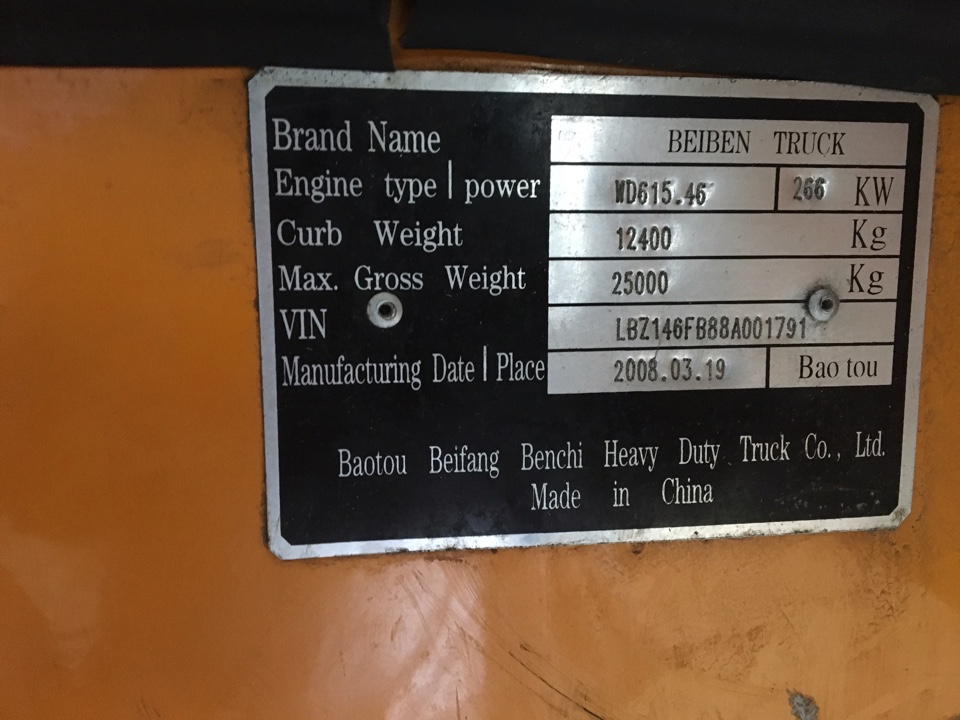 Brand Name BEIBEN TRUCK
Engine type | power WD615.46 266 KW
Curb Weight 12400 Kg
Max. Gross Weight 25000 Kg
VIN LBZ146FB88A001791
Manufacturing Date | Place 2008.03.19 Bao tou
Baotou Beifang Benchi Heavy Duty Truck Co., Ltd.
Made in China